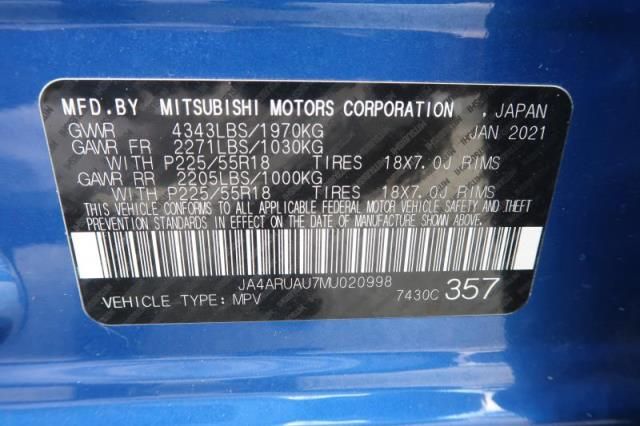 MFD.BY MITSUBISHI MOTORS CORPORATION , JAPAN
GVWR 4343LBS/1970KG JAN 2021
GAWR FR 2271LBS/1030KG
WITH P225/55R18 TIRES 18X7.0J RIMS
GAWR RR 2205LBS/1000KG
WITH P225/55R18 TIRES 18X7.0J RIMS
THIS VEHICLE CONFORMS TO ALL APPLICABLE FEDERAL MOTOR VEHICLE SAFETY AND THEFT
PREVENTION STANDARDS IN EFFECT ON THE DATE OF MANUFACTURE SHOWN ABOVE.
JA4ARUAU7MU020998
VEHICLE TYPE: MPV 7430C 357